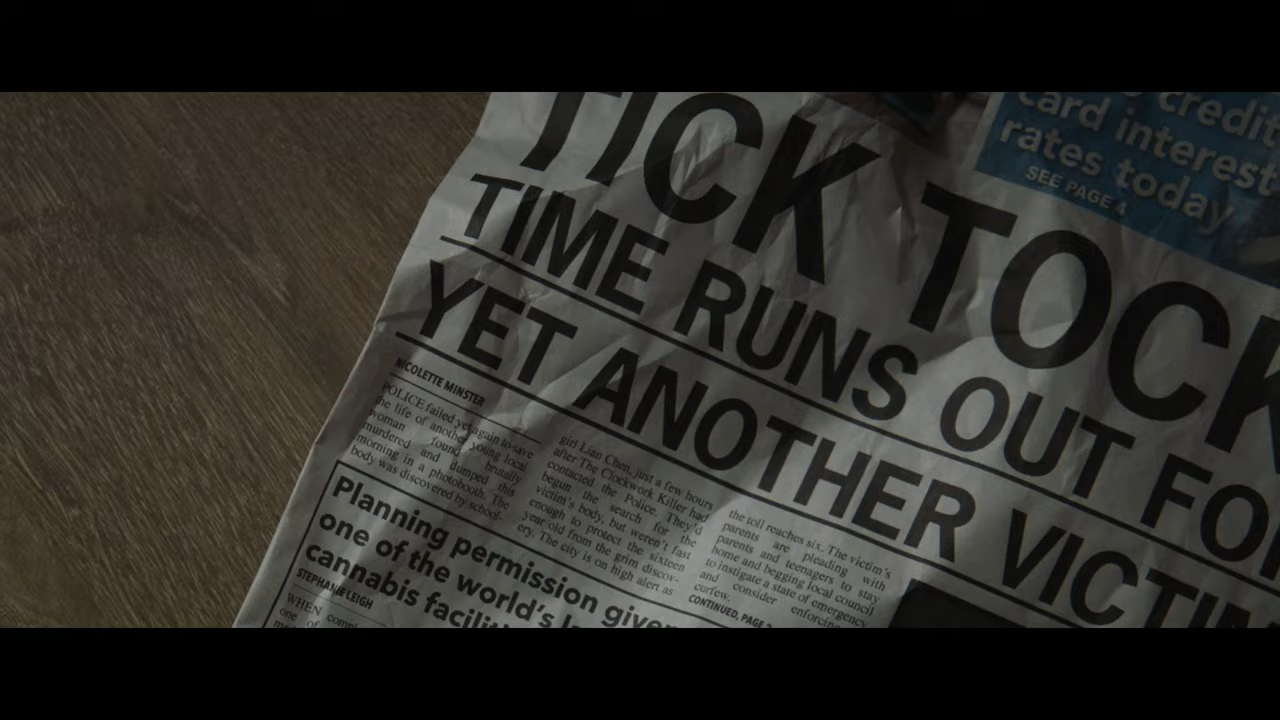 credit
card interest
rates today
SEE PAGE 4
TICK TOCK
TIME RUNS OUT FO
YET ANOTHER VICTIM
NICOLETTE MINSTER
POLICE failed yet again to save
the life of another young local
woman found brutally
murdered and dumped this
morning in a photobooth. The
body was discovered by school-
girl Lian Chen, just a few hours
after The Clockwork Killer had
contacted the Police. They'd
begun the search for the
victim's body, but weren't fast
enough to protect the sixteen
year old from the grim discov-
ery. The city is on high alert as
the toll reaches six. The victim's
parents are pleading with
parents and teenagers to stay
home and begging local council
to instigate a state of emergency
and consider enforcing
curfew.
CONTINUED, PAGE 2
Planning permission given
one of the world's
cannabis facilit
STEPHANIE LEIGH
WHEN
one of